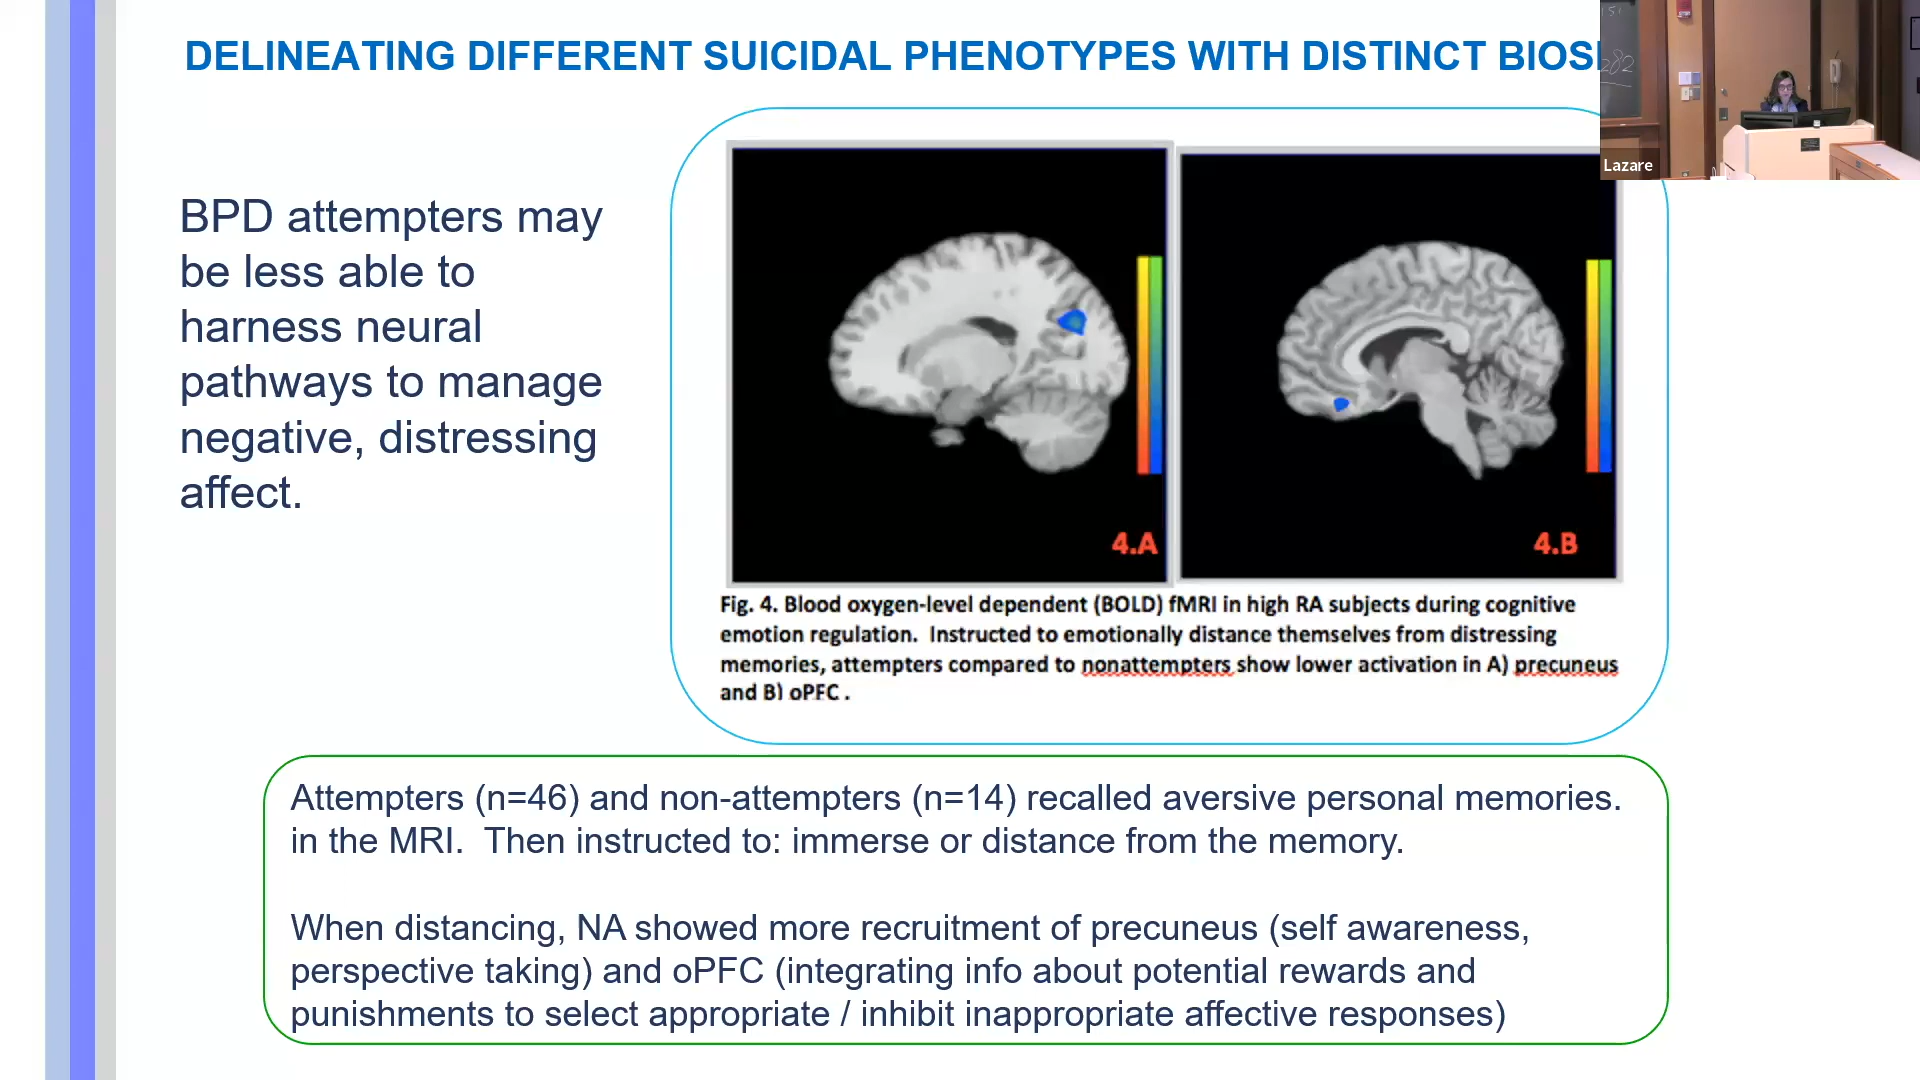 DELINEATING DIFFERENT SUICIDAL PHENOTYPES WITH DISTINCT
282
Lazare
BPD attempters may
be less able to
harness neural
pathways to manage
negative, distressing
affect.
4.A
4.B
Fig. 4. Blood oxygen-level dependent (BOLD) fMRI in high RA subjects during cognitive
emotion regulation. Instructed to emotionally distance themselves from distressing
memories, attempters compared to nonattempters show lower activation in A) precuneus
and B) oPFC .
Attempters (n=46) and non-attempters (n=14) recalled aversive personal memories.
in the MRI. Then instructed to: immerse or distance from the memory.
When distancing, NA showed more recruitment of precuneus (self awareness,
perspective taking) and oPFC (integrating info about potential rewards and
punishments to select appropriate / inhibit inappropriate affective responses)